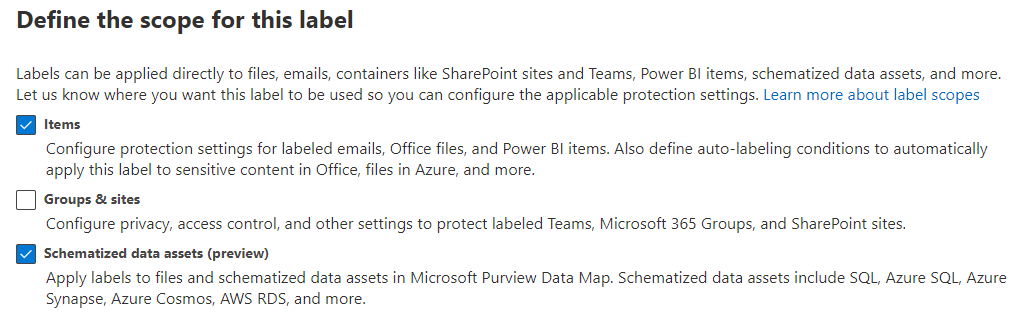 Define the scope for this label
Labels can be applied directly to files, emails, containers like SharePoint sites and Teams, Power BI items, schematized data assets, and more.
Let us know where you want this label to be used so you can configure the applicable protection settings. Learn more about label scopes
Items
Configure protection settings for labeled emails, Office files, and Power BI items. Also define auto-labeling conditions to automatically
apply this label to sensitive content in Office, files in Azure, and more.
Groups & sites
Configure privacy, access control, and other settings to protect labeled Teams, Microsoft 365 Groups, and SharePoint sites.
Schematized data assets (preview)
Apply labels to files and schematized data assets in Microsoft Purview Data Map. Schematized data assets include SQL, Azure SQL, Azure
Synapse, Azure Cosmos, AWS RDS, and more.